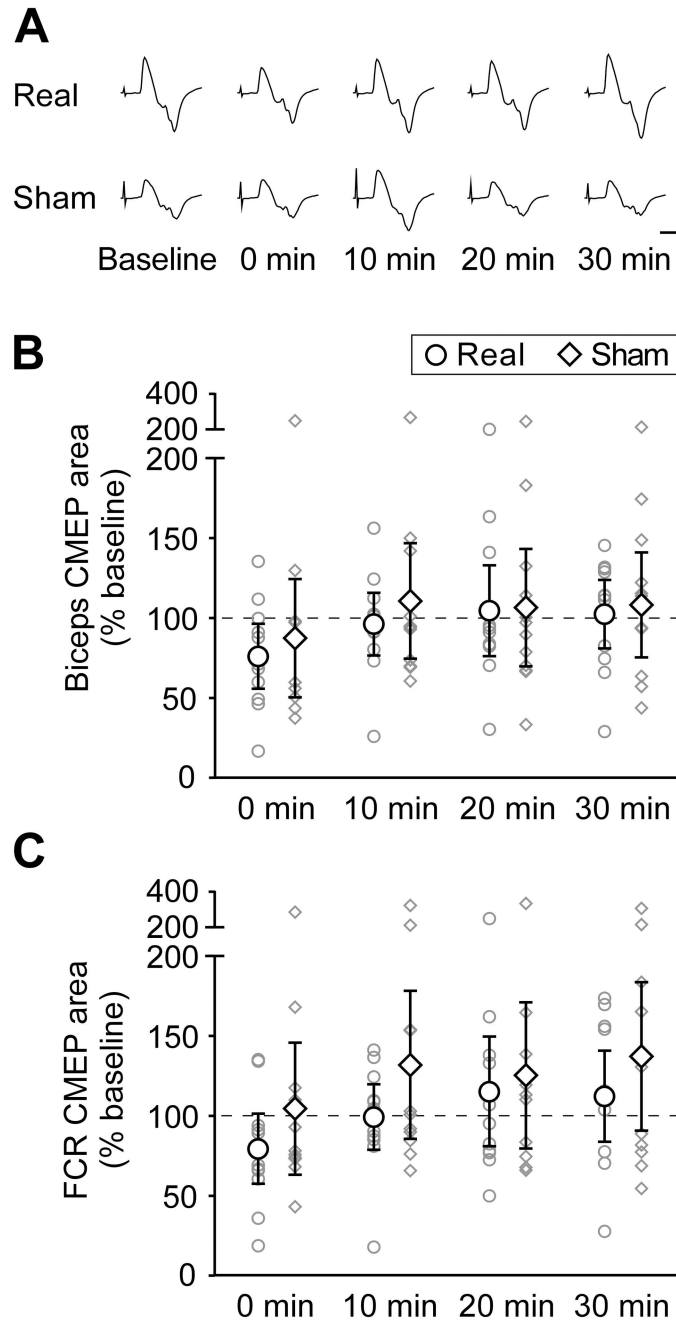 A
Real
Sham
Baseline 0 min 10 min 20 min 30 min
B
Real Sham
Biceps CMEP area
(% baseline)
400
200
200
150
100
50
0
0 min 10 min 20 min 30 min
C
FCR CMEP area
(% baseline)
400
200
200
150
100
50
0
0 min 10 min 20 min 30 min